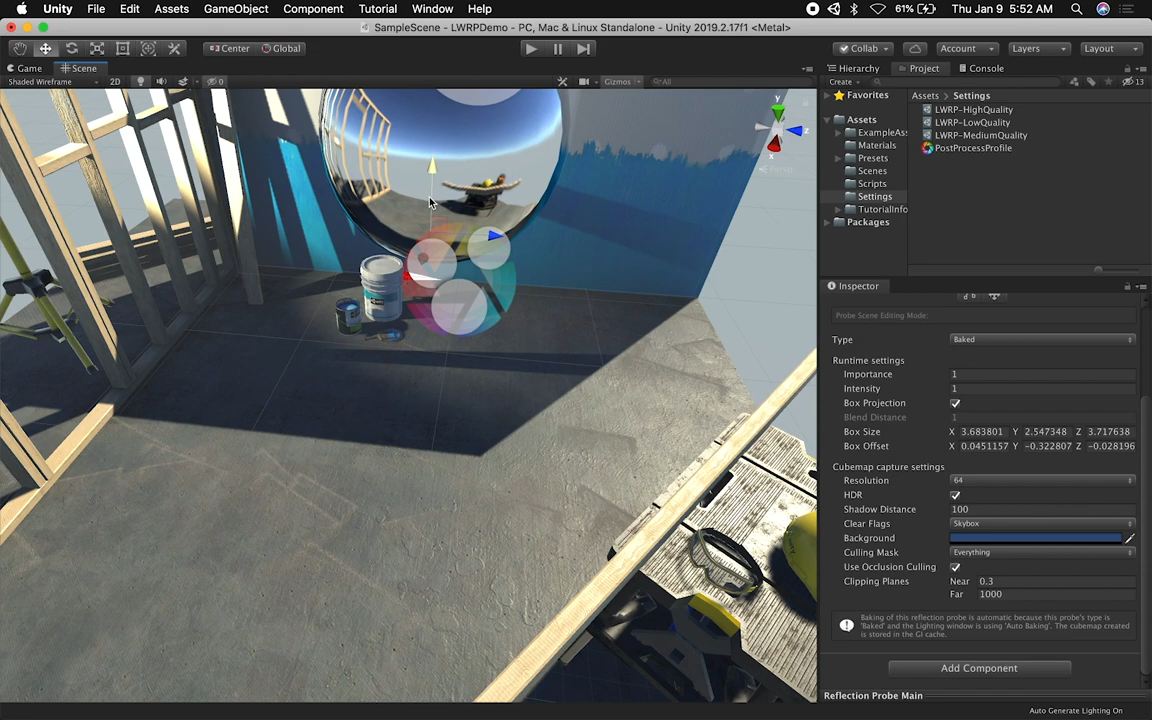 Unity File Edit Assets GameObject Component Tutorial Window Help 61% Thu Jan 9 5:52 AM
SampleScene - LWRPDemo - PC, Mac & Linux Standalone - Unity 2019.2.17f1 <Metal>
Center Global Collab Account Layers Layout
Game Scene
Shaded Wireframe 2D 0 Gizmos All
y
z
x
Persp
Hierarchy Project Console
Create 13
Favorites
Assets
ExampleAss
Materials
Presets
Scenes
Scripts
Settings
TutorialInfo
Packages
Assets > Settings
LWRP-HighQuality
LWRP-LowQuality
LWRP-MediumQuality
PostProcessProfile
Inspector
Probe Scene Editing Mode:
Type Baked
Runtime settings
Importance 1
Intensity 1
Box Projection
Blend Distance 1
Box Size X 3.683801 Y 2.547348 Z 3.717638
Box Offset X 0.0451157 Y -0.322807 Z -0.028196
Cubemap capture settings
Resolution 64
HDR
Shadow Distance 100
Clear Flags Skybox
Background
Culling Mask Everything
Use Occlusion Culling
Clipping Planes Near 0.3
Far 1000
Baking of this reflection probe is automatic because this probe's type is
'Baked' and the Lighting window is using 'Auto Baking'. The cubemap created
is stored in the GI cache.
Add Component
Reflection Probe Main
Auto Generate Lighting On